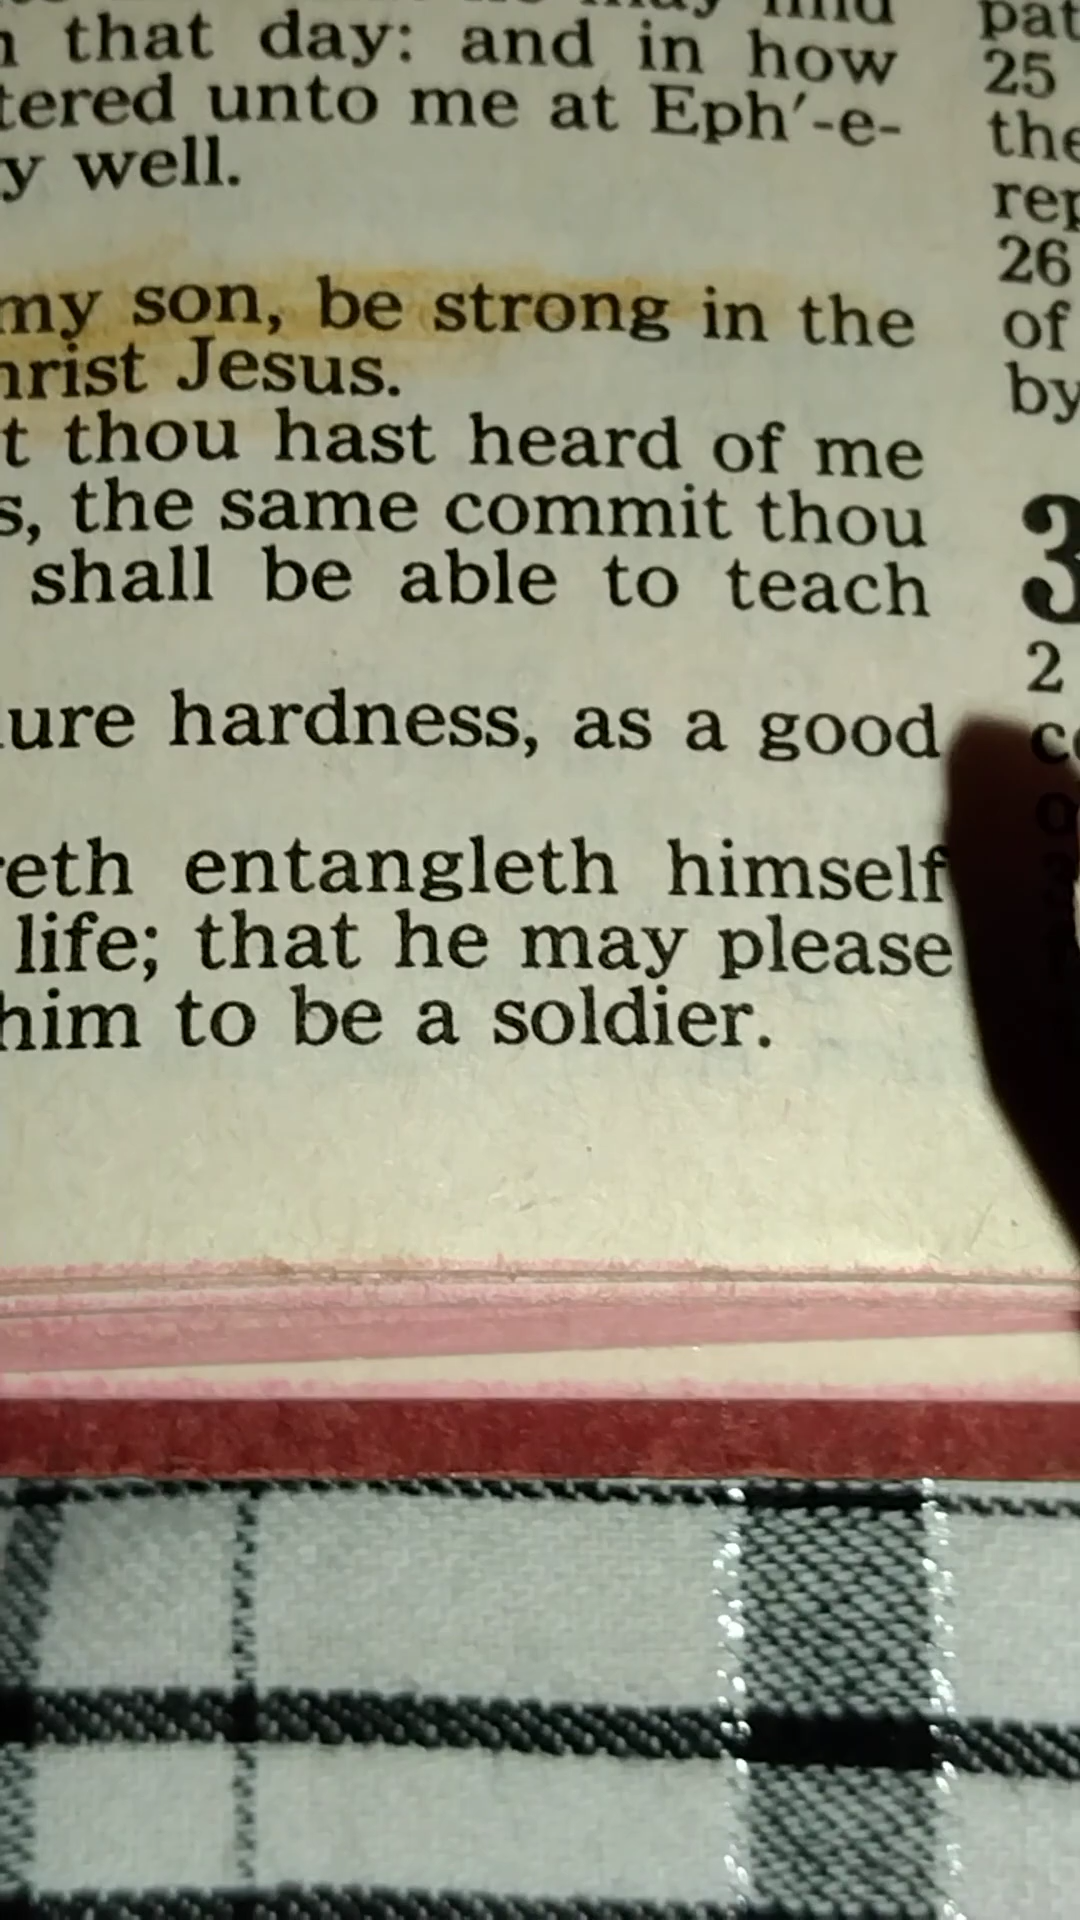 that day: and in how
tered unto me at Eph′-e-
y well.
my son, be strong in the
hrist Jesus.
t thou hast heard of me
s, the same commit thou
shall be able to teach
ure hardness, as a good
reth entangleth himself
life; that he may please
him to be a soldier.
pat
25
the
rep
26
of
by
3
2